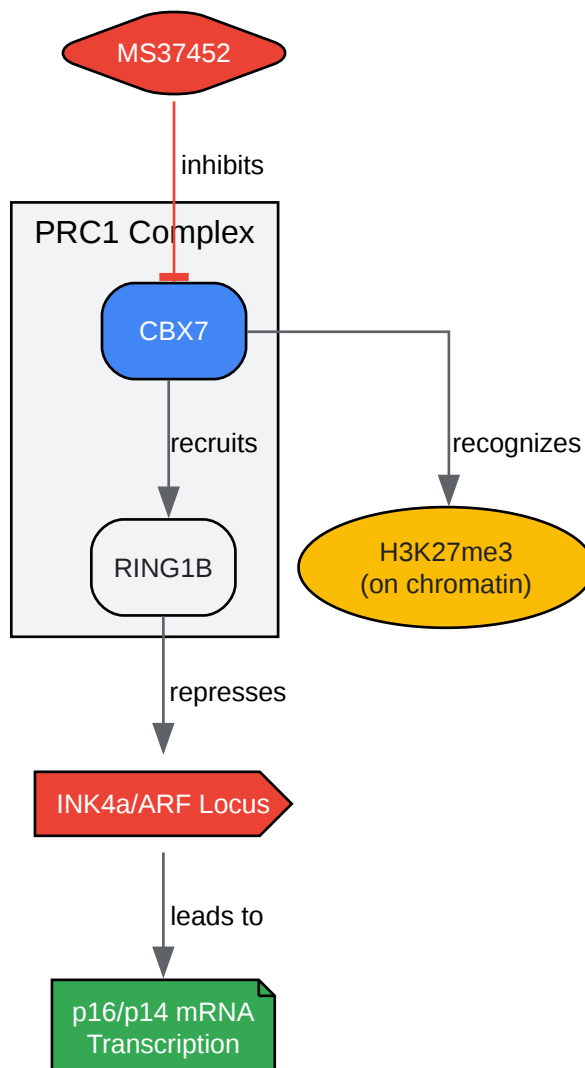 MS37452
inhibits
PRC1 Complex
CBX7
recruits
recognizes
RING1B
H3K27me3
(on chromatin)
represses
INK4a/ARF Locus
leads to
p16/p14 mRNA
Transcription